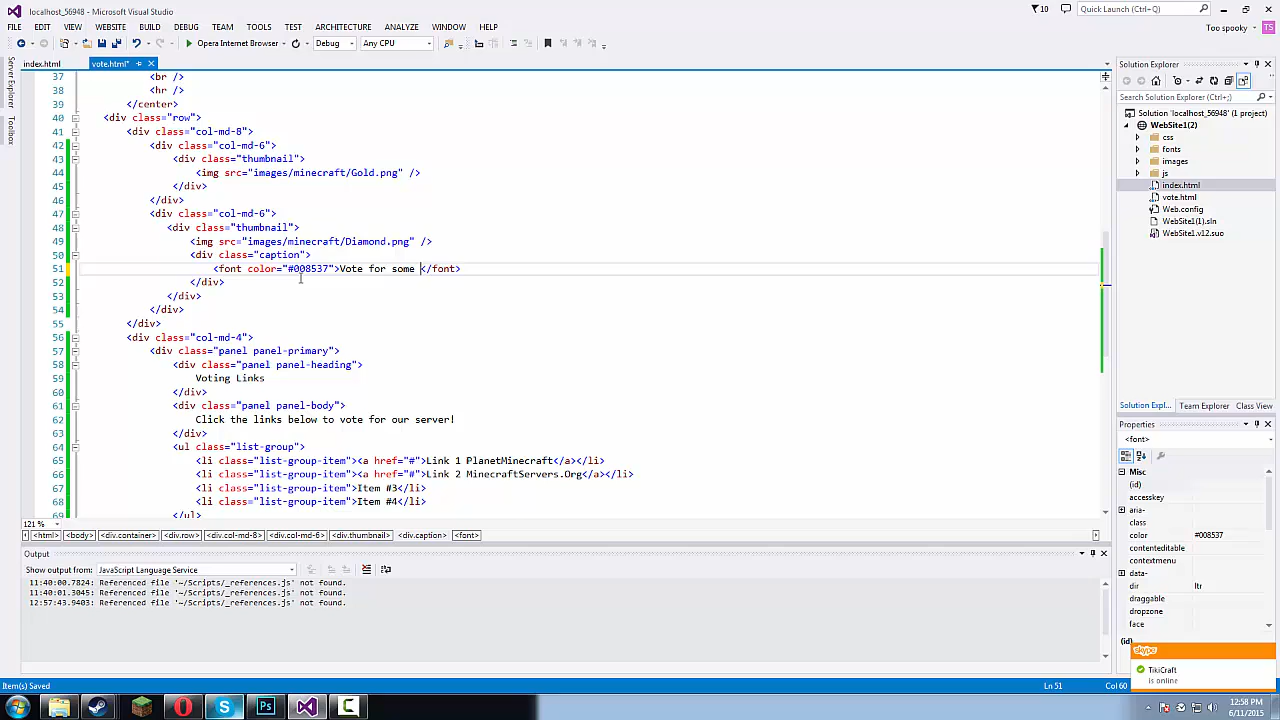 localhost_56948 - Microsoft Visual Studio
10
Quick Launch (Ctrl+;)
FILE EDIT VIEW WEBSITE BUILD DEBUG TEAM TOOLS TEST ARCHITECTURE ANALYZE WINDOW HELP
Too spooky
TS
Opera Internet Browser
Debug
Any CPU
index.html
vote.html*
Server Explorer
Toolbox
37 <br />
38 <hr />
39 </center>
40 <div class="row">
41 <div class="col-md-8">
42 <div class="col-md-6">
43 <div class="thumbnail">
44 <img src="images/minecraft/Gold.png" />
45 </div>
46 </div>
47 <div class="col-md-6">
48 <div class="thumbnail">
49 <img src="images/minecraft/Diamond.png" />
50 <div class="caption">
51 <font color="#008537">Vote for some </font>
52 </div>
53 </div>
54 </div>
55 </div>
56 <div class="col-md-4">
57 <div class="panel panel-primary">
58 <div class="panel panel-heading">
59 Voting Links
60 </div>
61 <div class="panel panel-body">
62 Click the links below to vote for our server!
63 </div>
64 <ul class="list-group">
65 <li class="list-group-item"><a href="#">Link 1 PlanetMinecraft</a></li>
66 <li class="list-group-item"><a href="#">Link 2 MinecraftServers.Org</a></li>
67 <li class="list-group-item">Item #3</li>
68 <li class="list-group-item">Item #4</li>
</ul>
121 %
<html> <body> <div.container> <div.row> <div.col-md-8> <div.col-md-6> <div.thumbnail> <div.caption> <font>
Output
Show output from: JavaScript Language Service
11:40:00.7824: Referenced file '~/Scripts/_references.js' not found.
11:40:01.3045: Referenced file '~/Scripts/_references.js' not found.
12:57:43.9403: Referenced file '~/Scripts/_references.js' not found.
Solution Explorer
Search Solution Explorer (Ctrl+;)
Solution 'localhost_56948' (1 project)
WebSite1(2)
css
fonts
images
js
index.html
vote.html
Web.config
WebSite1(1).sln
WebSite1.v12.suo
Solution Expl...
Team Explorer
Class View
Properties
<font>
Misc
(id)
accesskey
aria-
class
color #008537
contenteditable
contextmenu
data-
dir ltr
draggable
dropzone
face
(id)
skype
TikiCraft
is online
Item(s) Saved
Ln 51
Col 60
Ps
12:58 PM
6/11/2015